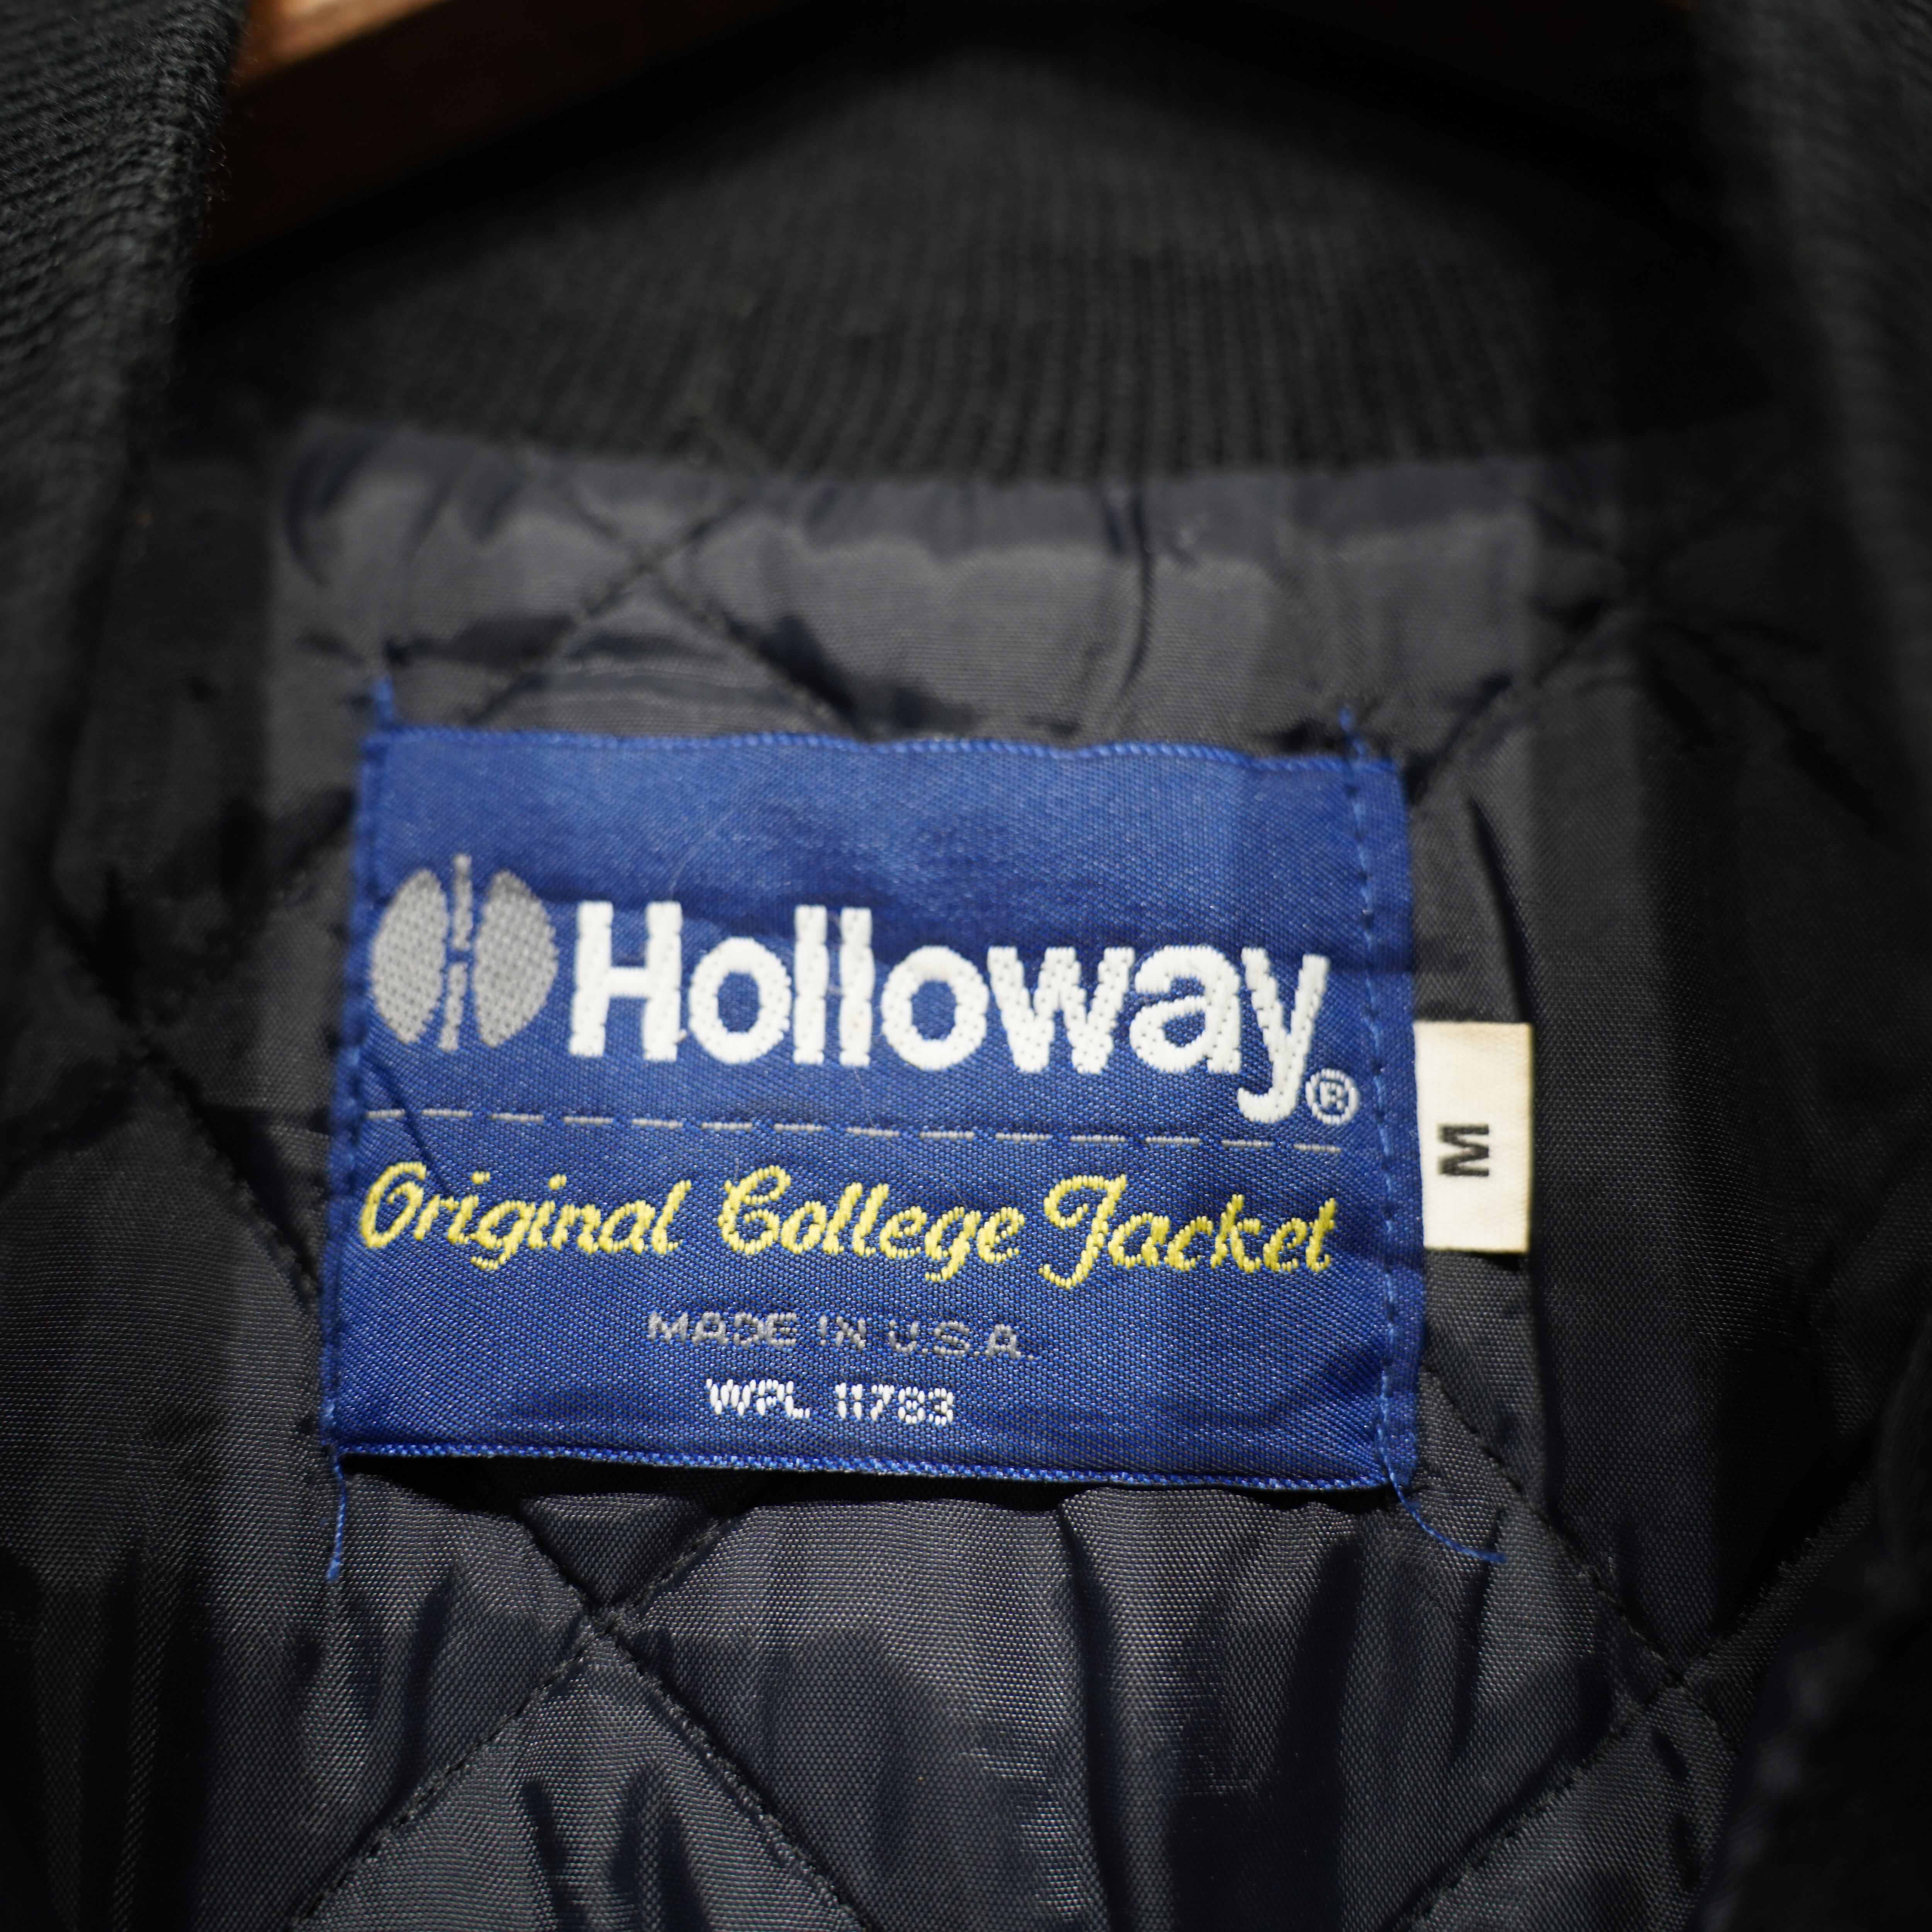 Holloway®
Original College Jacket
MADE IN U.S.A.
WPL 11783
M